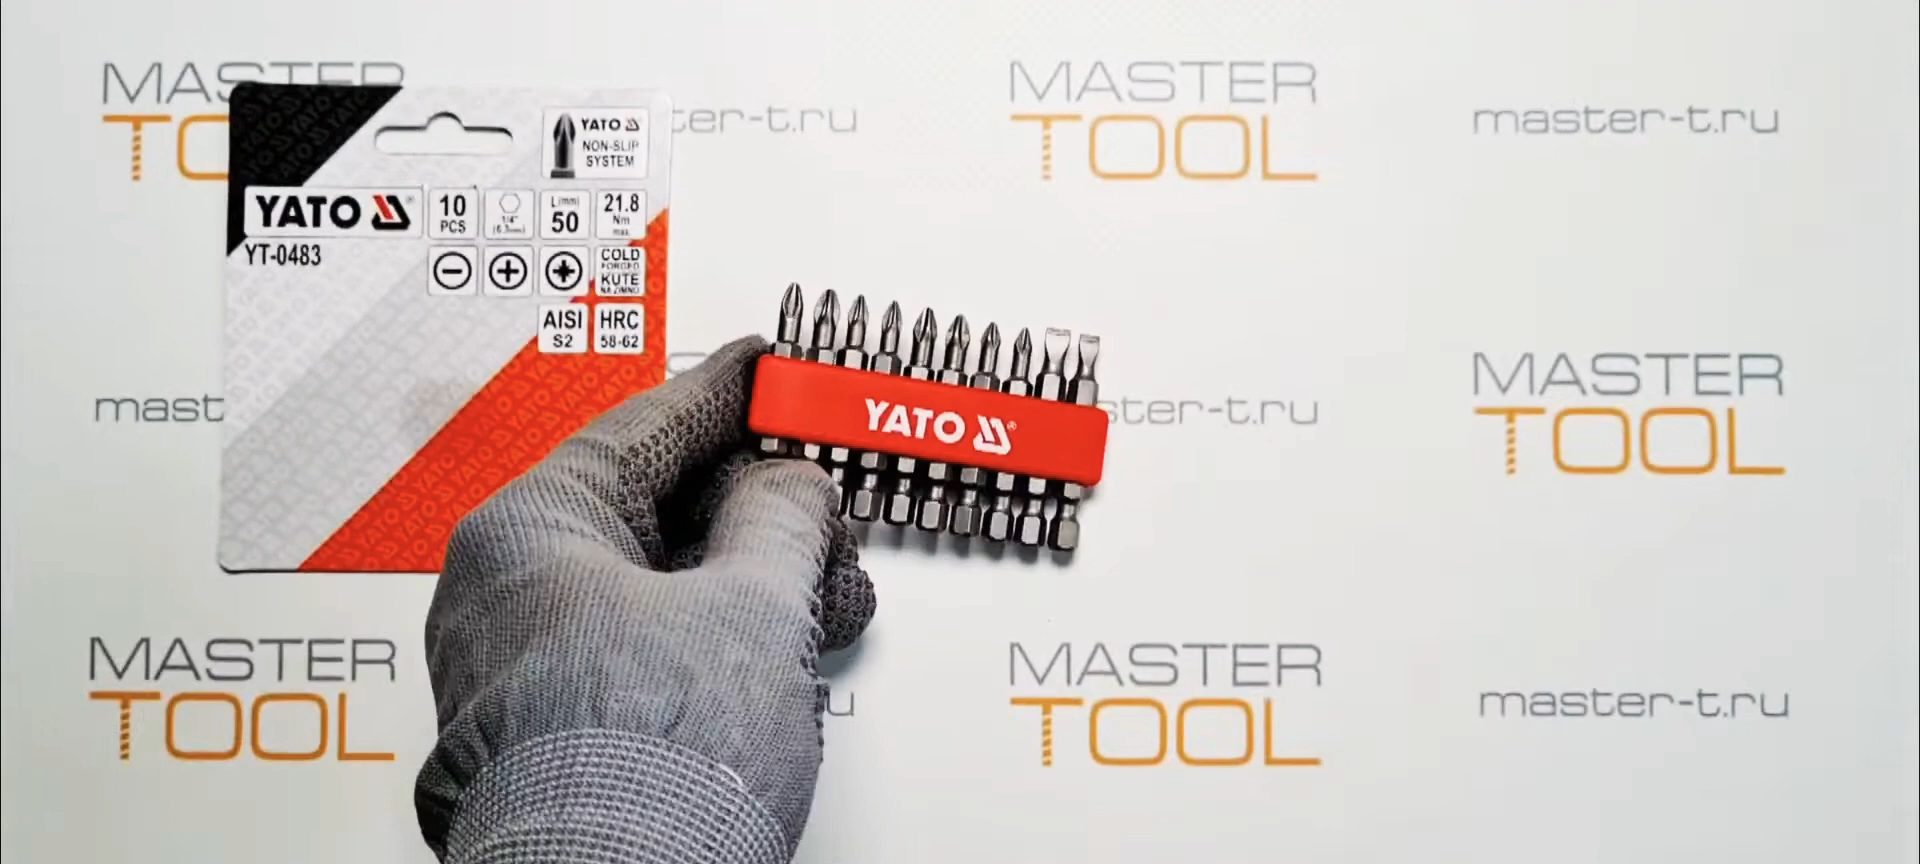 MASTER
TOOL
master-t.ru
MASTER
TOOL
master-t.ru
YATO
NON-SLIP
SYSTEM
YATO
10
PCS
1/4"
(6.3mm)
L(mm)
50
21.8
Nm
max.
YT-0483
COLD
FORGED
KUTE
NA ZIMNO
AISI
S2
HRC
58-62
YATO
MASTER
TOOL
master-t.ru
MASTER
TOOL
MASTER
TOOL
master-t.ru